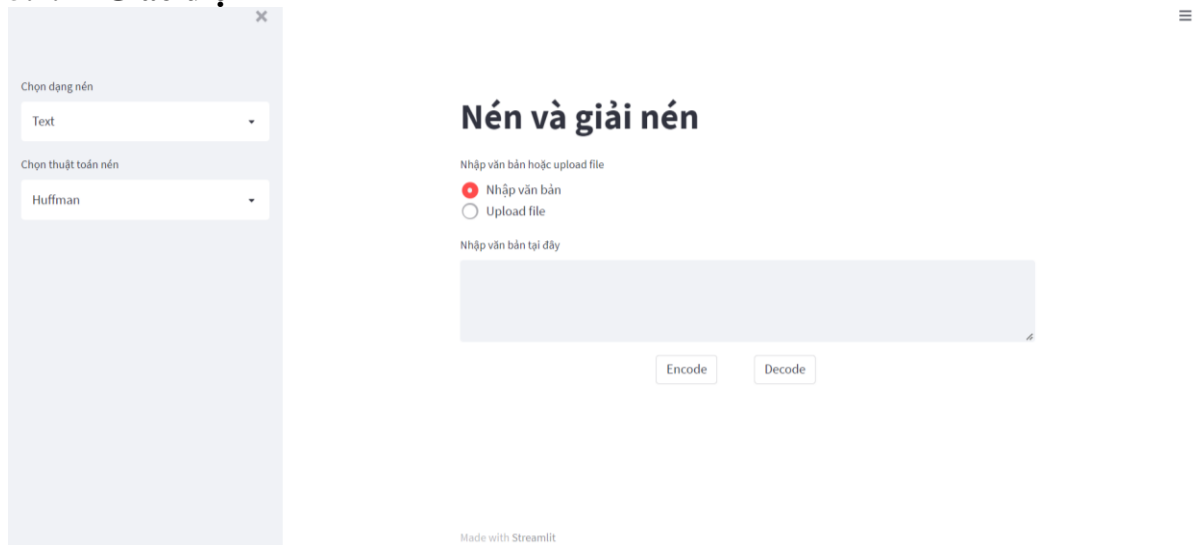 Chọn dạng nén
Text
Chọn thuật toán nén
Huffman
Nén và giải nén
Nhập văn bản hoặc upload file
Nhập văn bản
Upload file
Nhập văn bản tại đây
Encode Decode
Made with Streamlit